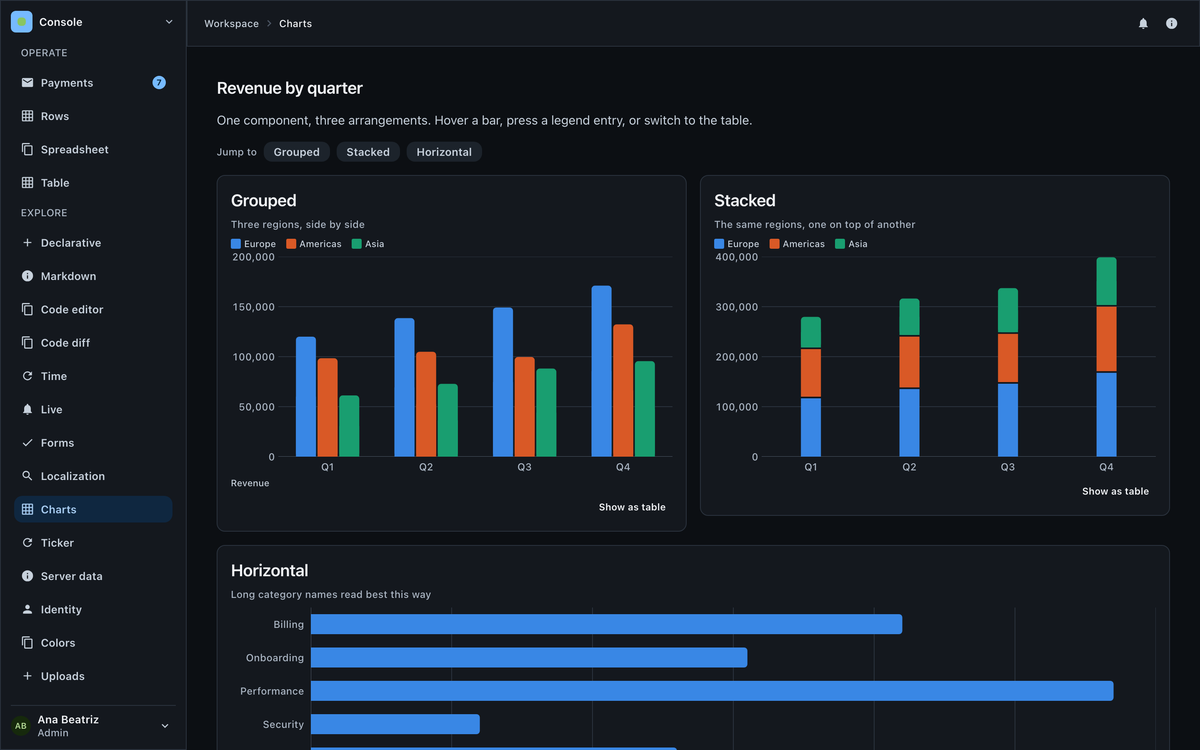 Console
OPERATE
Payments 7
Rows
Spreadsheet
Table
EXPLORE
Declarative
Markdown
Code editor
Code diff
Time
Live
Forms
Localization
Charts
Ticker
Server data
Identity
Colors
Uploads
AB
Ana Beatriz
Admin
Workspace > Charts
Revenue by quarter
One component, three arrangements. Hover a bar, press a legend entry, or switch to the table.
Jump to Grouped Stacked Horizontal
Grouped
Three regions, side by side
Europe Americas Asia
200,000
150,000
100,000
50,000
0
Q1 Q2 Q3 Q4
Revenue
Show as table
Stacked
The same regions, one on top of another
Europe Americas Asia
400,000
300,000
200,000
100,000
0
Q1 Q2 Q3 Q4
Show as table
Horizontal
Long category names read best this way
Billing
Onboarding
Performance
Security